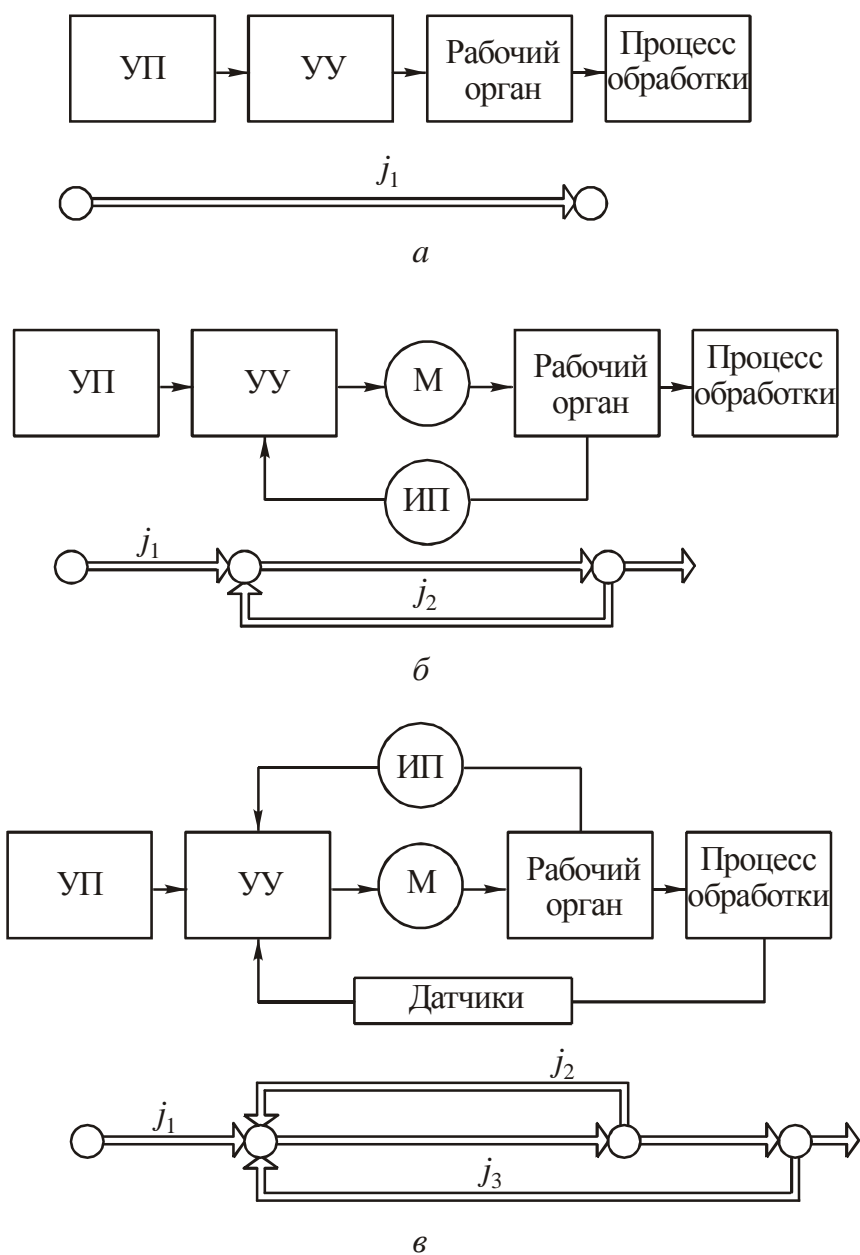 УП
УУ
Рабочий
орган
Процесс
обработки
j1
а
УП
УУ
М
Рабочий
орган
Процесс
обработки
ИП
j1
j2
б
ИП
УП
УУ
М
Рабочий
орган
Процесс
обработки
Датчики
j2
j1
j3
в